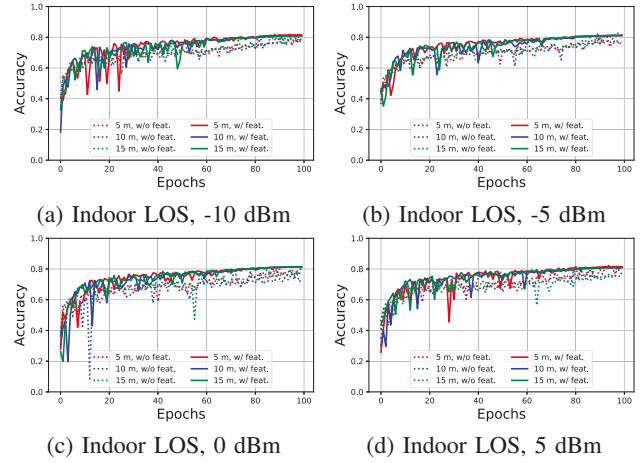 1.0
0.8
0.6
0.4
0.2
0.0
Accuracy
5 m, w/o feat. 5 m, w/ feat.
10 m, w/o feat. 10 m, w/ feat.
15 m, w/o feat. 15 m, w/ feat.
0 20 40 60 80 100
Epochs
(a) Indoor LOS, -10 dBm
1.0
0.8
0.6
0.4
0.2
0.0
Accuracy
5 m, w/o feat. 5 m, w/ feat.
10 m, w/o feat. 10 m, w/ feat.
15 m, w/o feat. 15 m, w/ feat.
0 20 40 60 80 100
Epochs
(b) Indoor LOS, -5 dBm
1.0
0.8
0.6
0.4
0.2
0.0
Accuracy
5 m, w/o feat. 5 m, w/ feat.
10 m, w/o feat. 10 m, w/ feat.
15 m, w/o feat. 15 m, w/ feat.
0 20 40 60 80 100
Epochs
(c) Indoor LOS, 0 dBm
1.0
0.8
0.6
0.4
0.2
0.0
Accuracy
5 m, w/o feat. 5 m, w/ feat.
10 m, w/o feat. 10 m, w/ feat.
15 m, w/o feat. 15 m, w/ feat.
0 20 40 60 80 100
Epochs
(d) Indoor LOS, 5 dBm